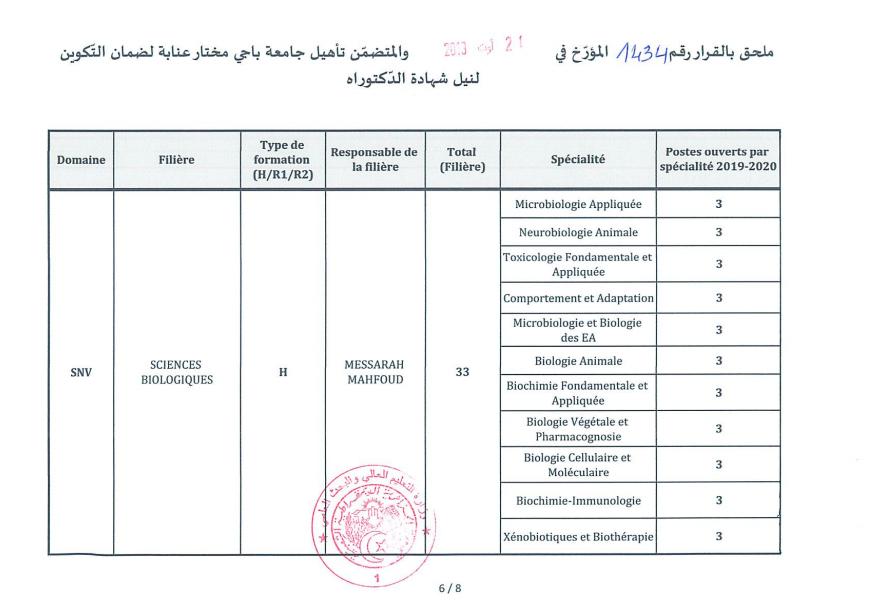 ملحق بالقرار رقم 1434 المؤرّخ في 21 أوت والمتضمّن تأهيل جامعة باجي مختار عنابة لضمان التّكوين
لنيل شهادة الدّكتوراه
Domaine
Filière
Type de
formation
(H/R1/R2)
Responsable de
la filière
Total
(Filière)
Spécialité
Postes ouverts par
spécialité 2019-2020
SNV
SCIENCES
BIOLOGIQUES
H
MESSARAH
MAHFOUD
33
Microbiologie Appliquée
3
Neurobiologie Animale
3
Toxicologie Fondamentale et
Appliquée
3
Comportement et Adaptation
3
Microbiologie et Biologie
des EA
3
Biologie Animale
3
Biochimie Fondamentale et
Appliquée
3
Biologie Végétale et
Pharmacognosie
3
Biologie Cellulaire et
Moléculaire
3
Biochimie-Immunologie
3
Xénobiotiques et Biothérapie
3
وزارة التعليم العالي والبحث العلمي
1
6 / 8